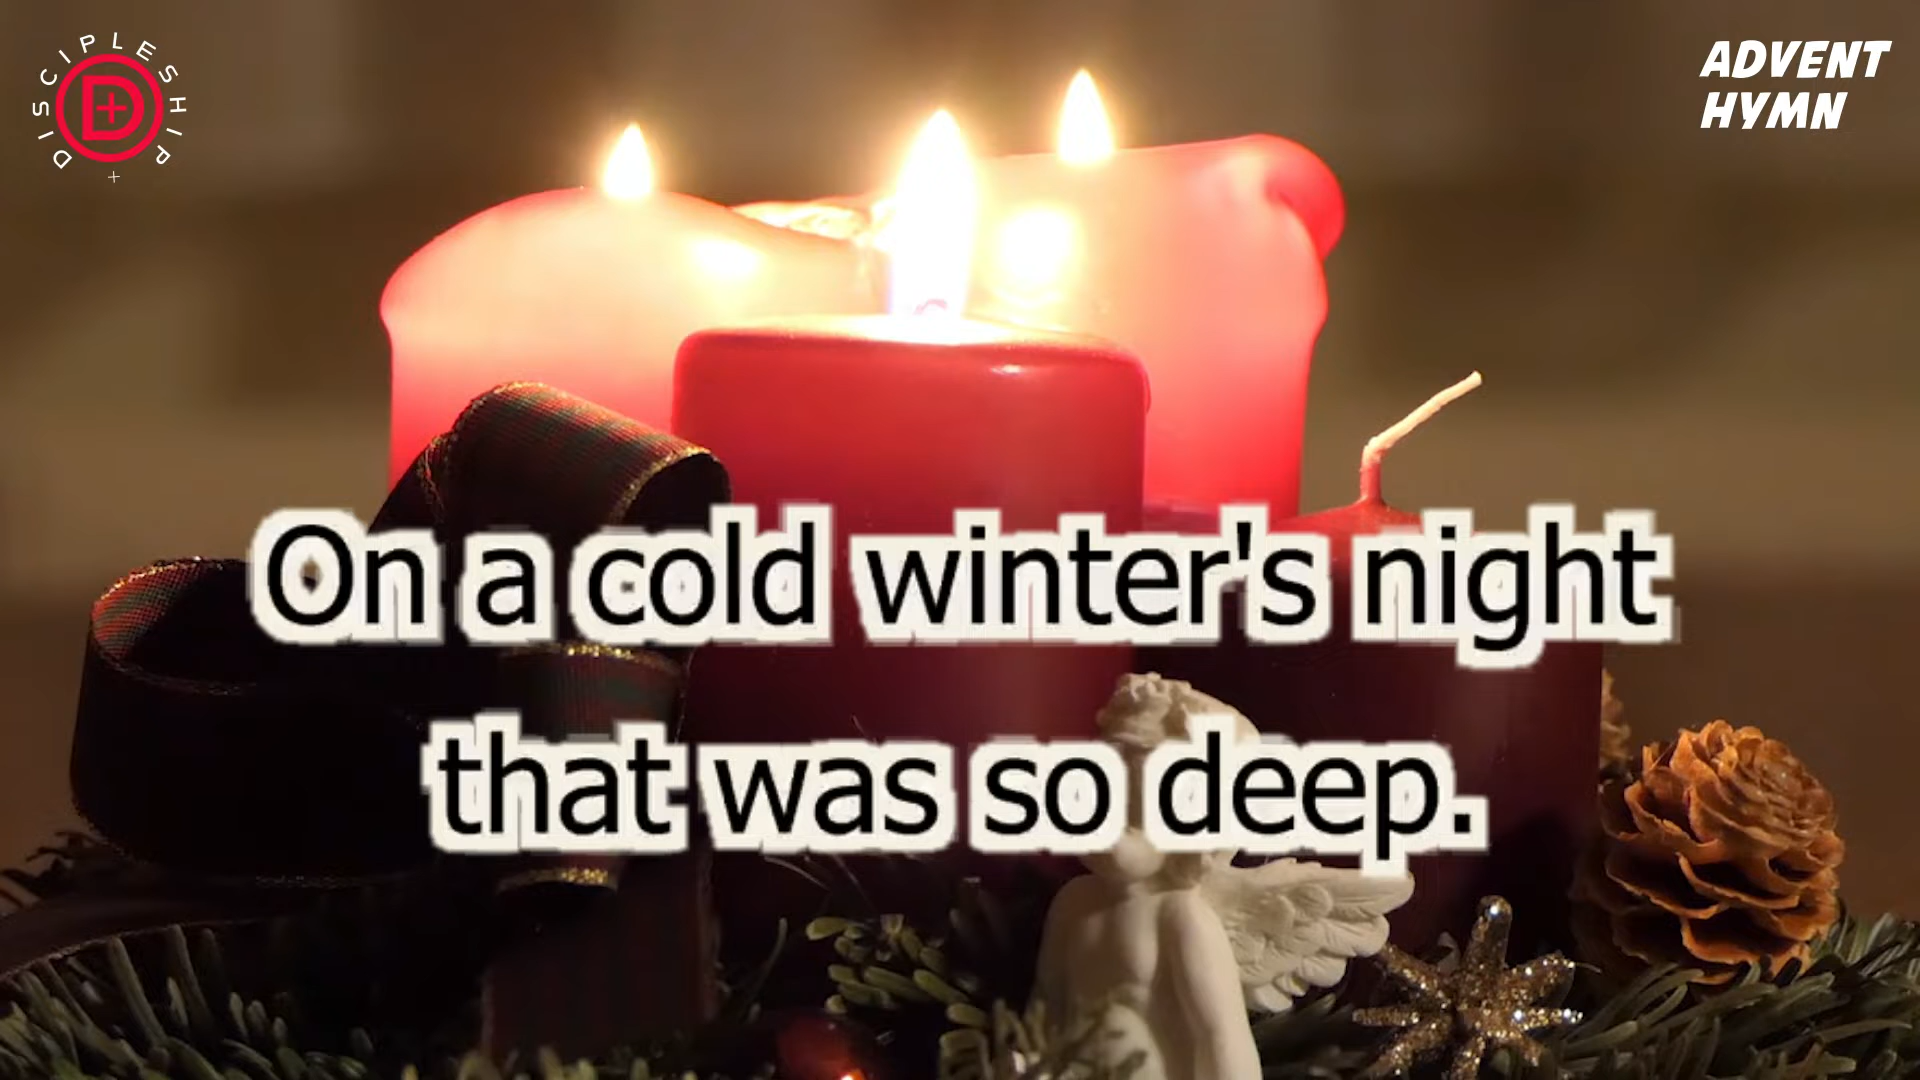 DISCIPLESHIP
D+
ADVENT
HYMN
On a cold winter's night
that was so deep.